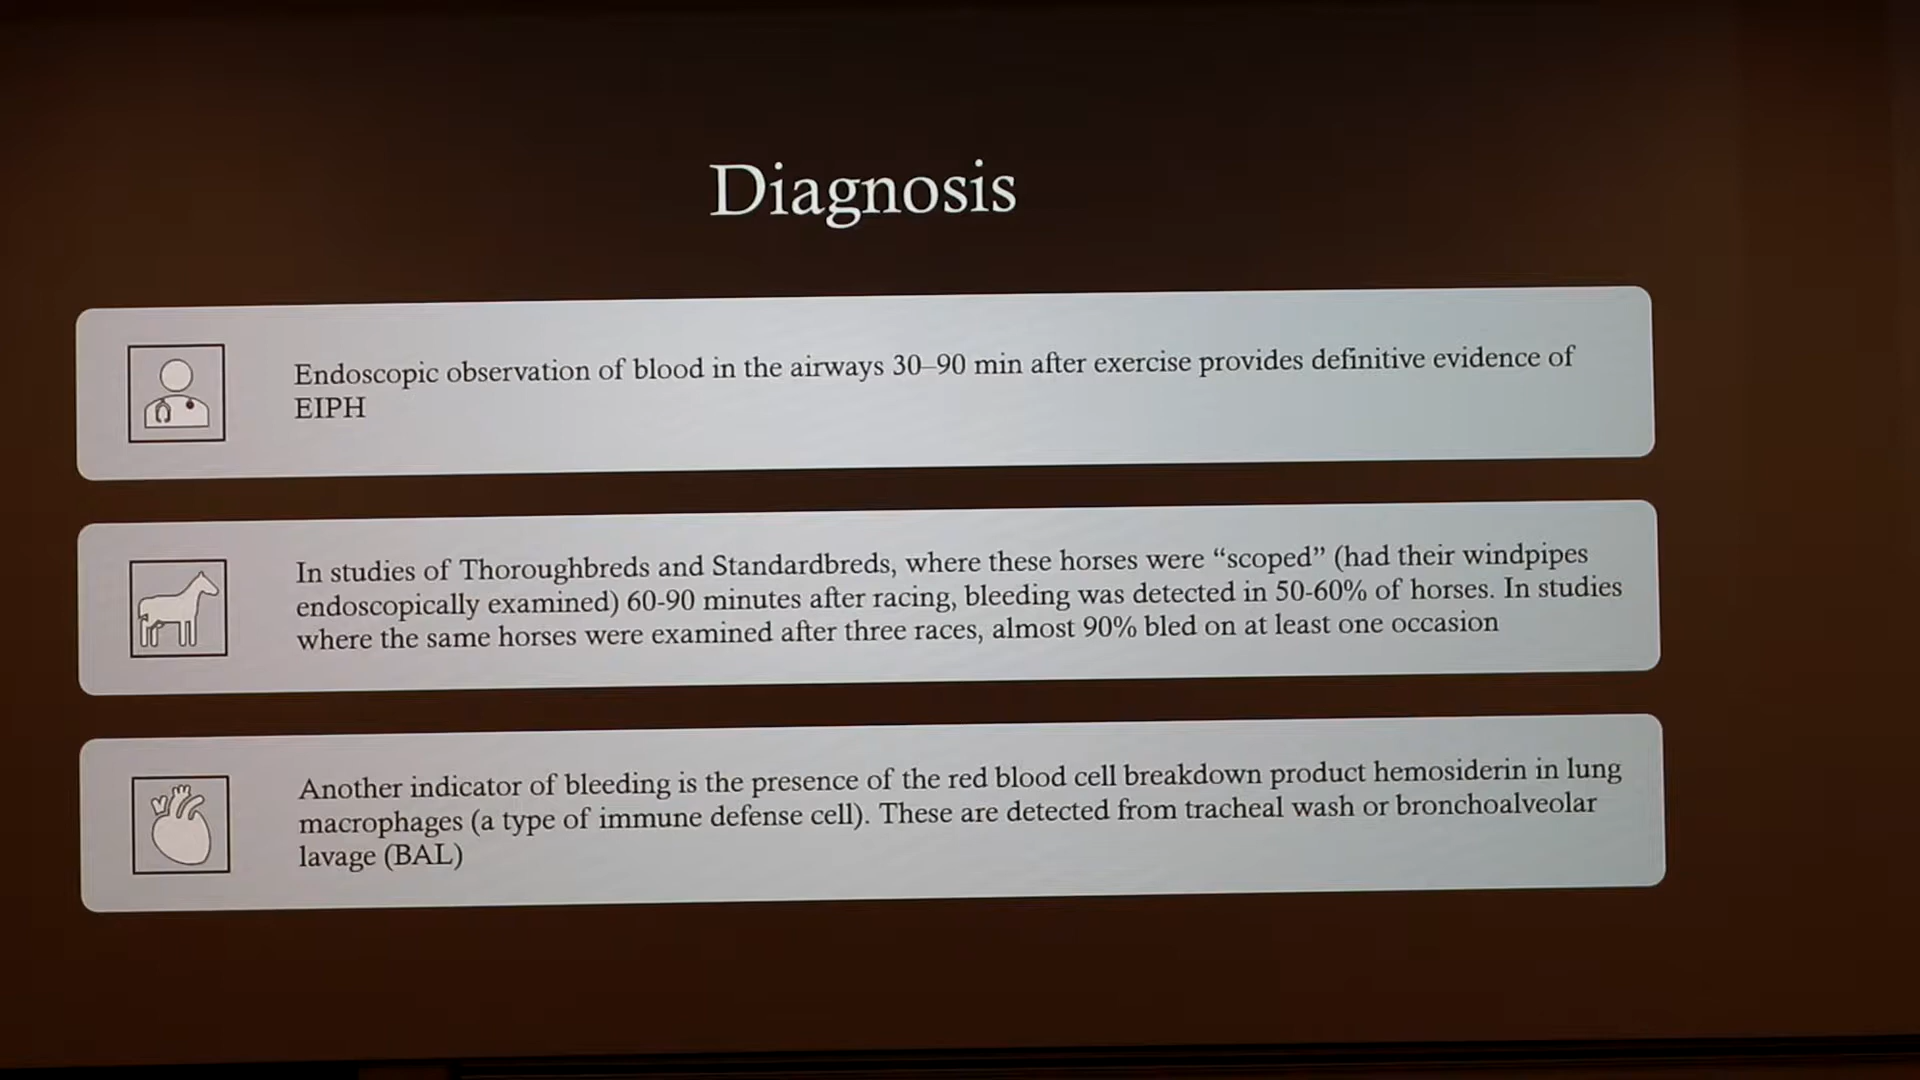 Diagnosis
Endoscopic observation of blood in the airways 30–90 min after exercise provides definitive evidence of
EIPH
In studies of Thoroughbreds and Standardbreds, where these horses were “scoped” (had their windpipes
endoscopically examined) 60-90 minutes after racing, bleeding was detected in 50-60% of horses. In studies
where the same horses were examined after three races, almost 90% bled on at least one occasion
Another indicator of bleeding is the presence of the red blood cell breakdown product hemosiderin in lung
macrophages (a type of immune defense cell). These are detected from tracheal wash or bronchoalveolar
lavage (BAL)